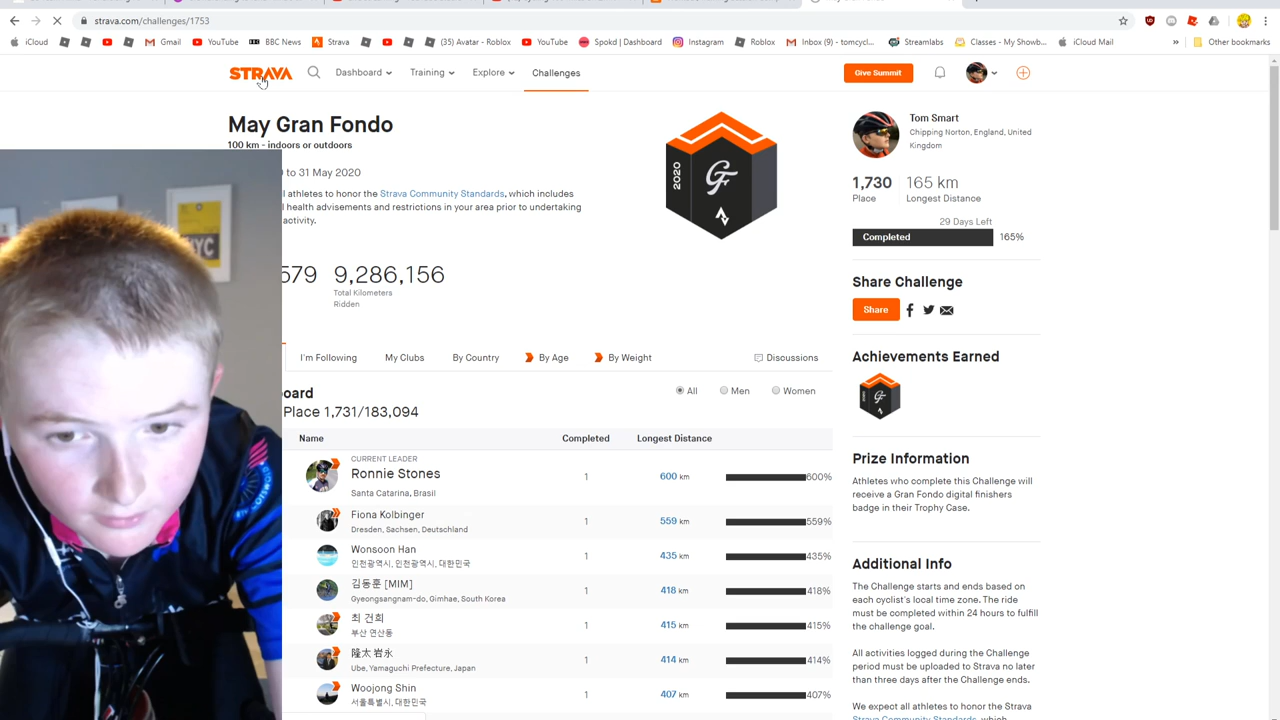 strava.com/challenges/1753
iCloud
Gmail
YouTube
BBC News
Strava
(35) Avatar - Roblox
YouTube
Spokd | Dashboard
Instagram
Roblox
Inbox (9) - tomcycl...
Streamlabs
Classes - My Showb...
iCloud Mail
»
Other bookmarks
STRAVA
Dashboard
Training
Explore
Challenges
Give Summit
May Gran Fondo
100 km - indoors or outdoors
to 31 May 2020
athletes to honor the Strava Community Standards, which includes
health advisements and restrictions in your area prior to undertaking
activity.
2020
GF
579
9,286,156
Total Kilometers
Ridden
Tom Smart
Chipping Norton, England, United
Kingdom
1,730
Place
165 km
Longest Distance
29 Days Left
Completed
165%
Share Challenge
Share
Achievements Earned
GF
Prize Information
Athletes who complete this Challenge will
receive a Gran Fondo digital finishers
badge in their Trophy Case.
Additional Info
The Challenge starts and ends based on
each cyclist's local time zone. The ride
must be completed within 24 hours to fulfill
the challenge goal.
All activities logged during the Challenge
period must be uploaded to Strava no later
than three days after the Challenge ends.
We expect all athletes to honor the Strava
Strava Community Standards, which
I'm Following
My Clubs
By Country
By Age
By Weight
Discussions
oard
All
Men
Women
Place 1,731/183,094
Name
Completed
Longest Distance
CURRENT LEADER
Ronnie Stones
Santa Catarina, Brasil
1
600 km
600%
Fiona Kolbinger
Dresden, Sachsen, Deutschland
1
559 km
559%
Wonsoon Han
인천광역시, 인천광역시, 대한민국
1
435 km
435%
김동훈 [MIM]
Gyeongsangnam-do, Gimhae, South Korea
1
418 km
418%
최 건희
부산 연산동
1
415 km
415%
隆太 岩永
Ube, Yamaguchi Prefecture, Japan
1
414 km
414%
Woojong Shin
서울특별시, 대한민국
1
407 km
407%